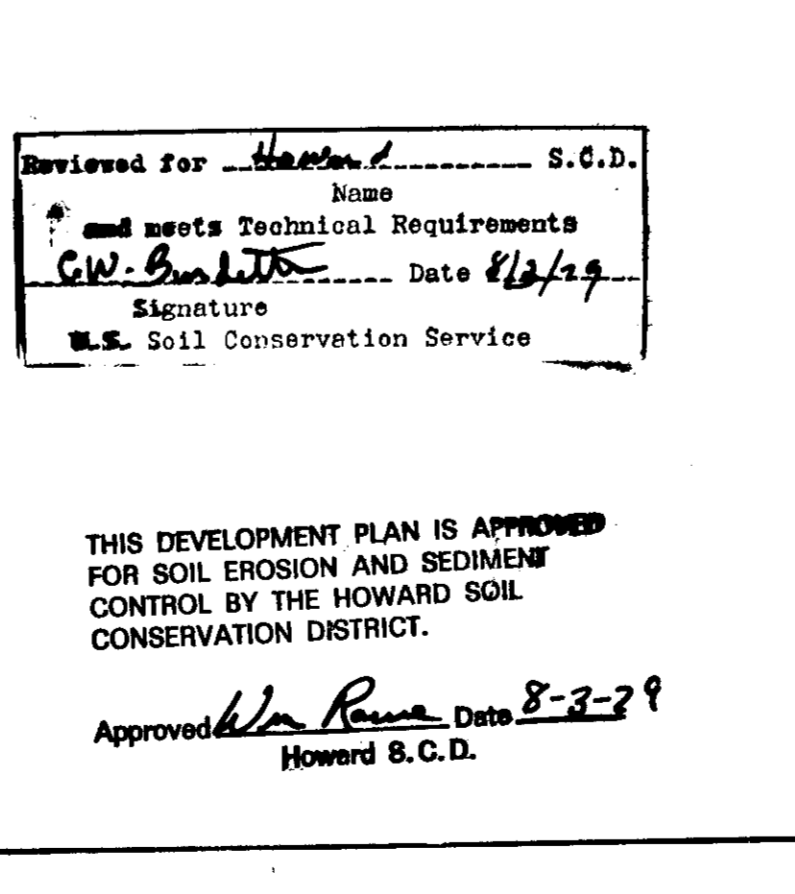 Reviewed for Howard S.C.D.
Name
and meets Technical Requirements
C.W. Burdette Date 8/2/79
Signature
U.S. Soil Conservation Service
THIS DEVELOPMENT PLAN IS APPROVED
FOR SOIL EROSION AND SEDIMENT
CONTROL BY THE HOWARD SOIL
CONSERVATION DISTRICT.
Approved Wm Date 8-3-79
Howard S.C.D.